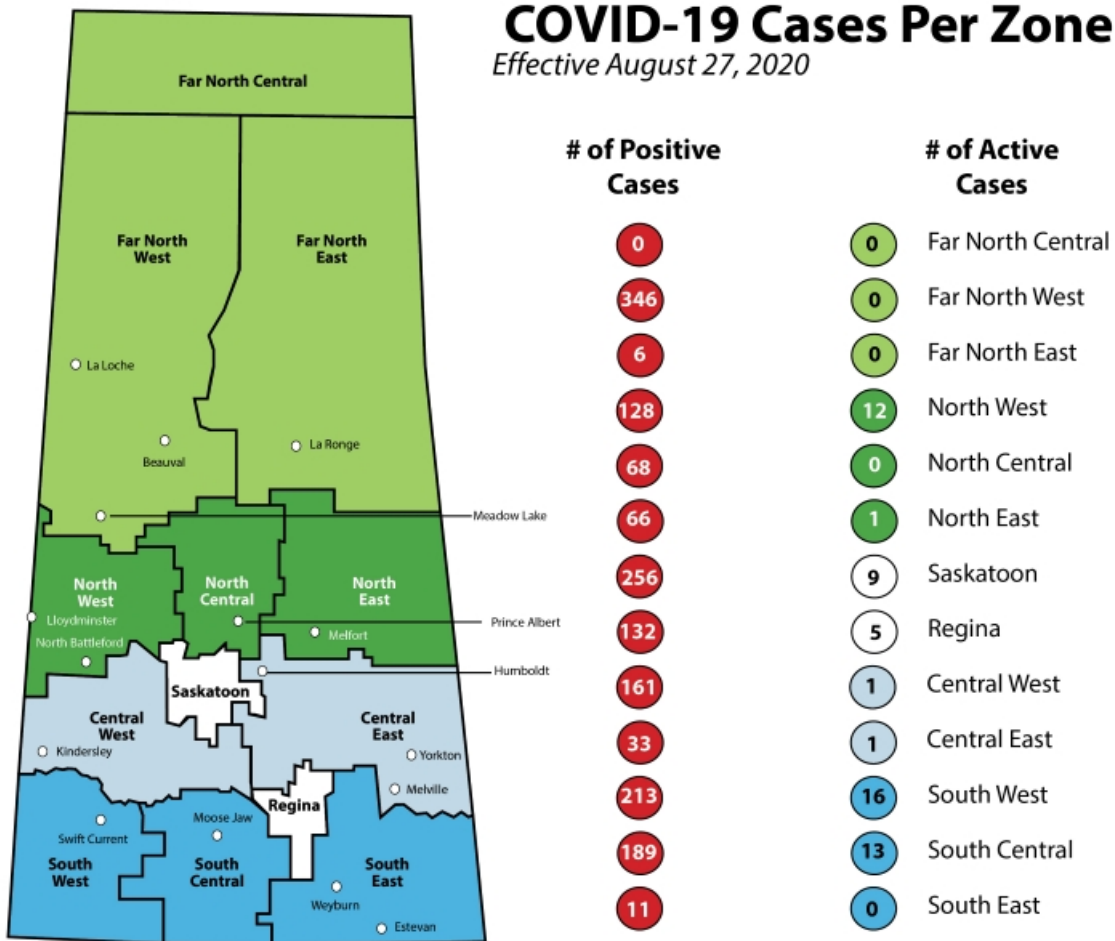 COVID-19 Cases Per Zone
Effective August 27, 2020
# of Positive
Cases
# of Active
Cases
0 0 Far North Central
346 0 Far North West
6 0 Far North East
128 12 North West
68 0 North Central
66 1 North East
256 9 Saskatoon
132 5 Regina
161 1 Central West
33 1 Central East
213 16 South West
189 13 South Central
11 0 South East
Far North Central
Far North
West
Far North
East
La Loche
Beauval
La Ronge
Meadow Lake
North
West
North
Central
North
East
Lloydminster
Prince Albert
North Battleford
Melfort
Humboldt
Saskatoon
Central
West
Central
East
Kindersley
Yorkton
Melville
Regina
Moose Jaw
Swift Current
South
West
South
Central
South
East
Weyburn
Estevan